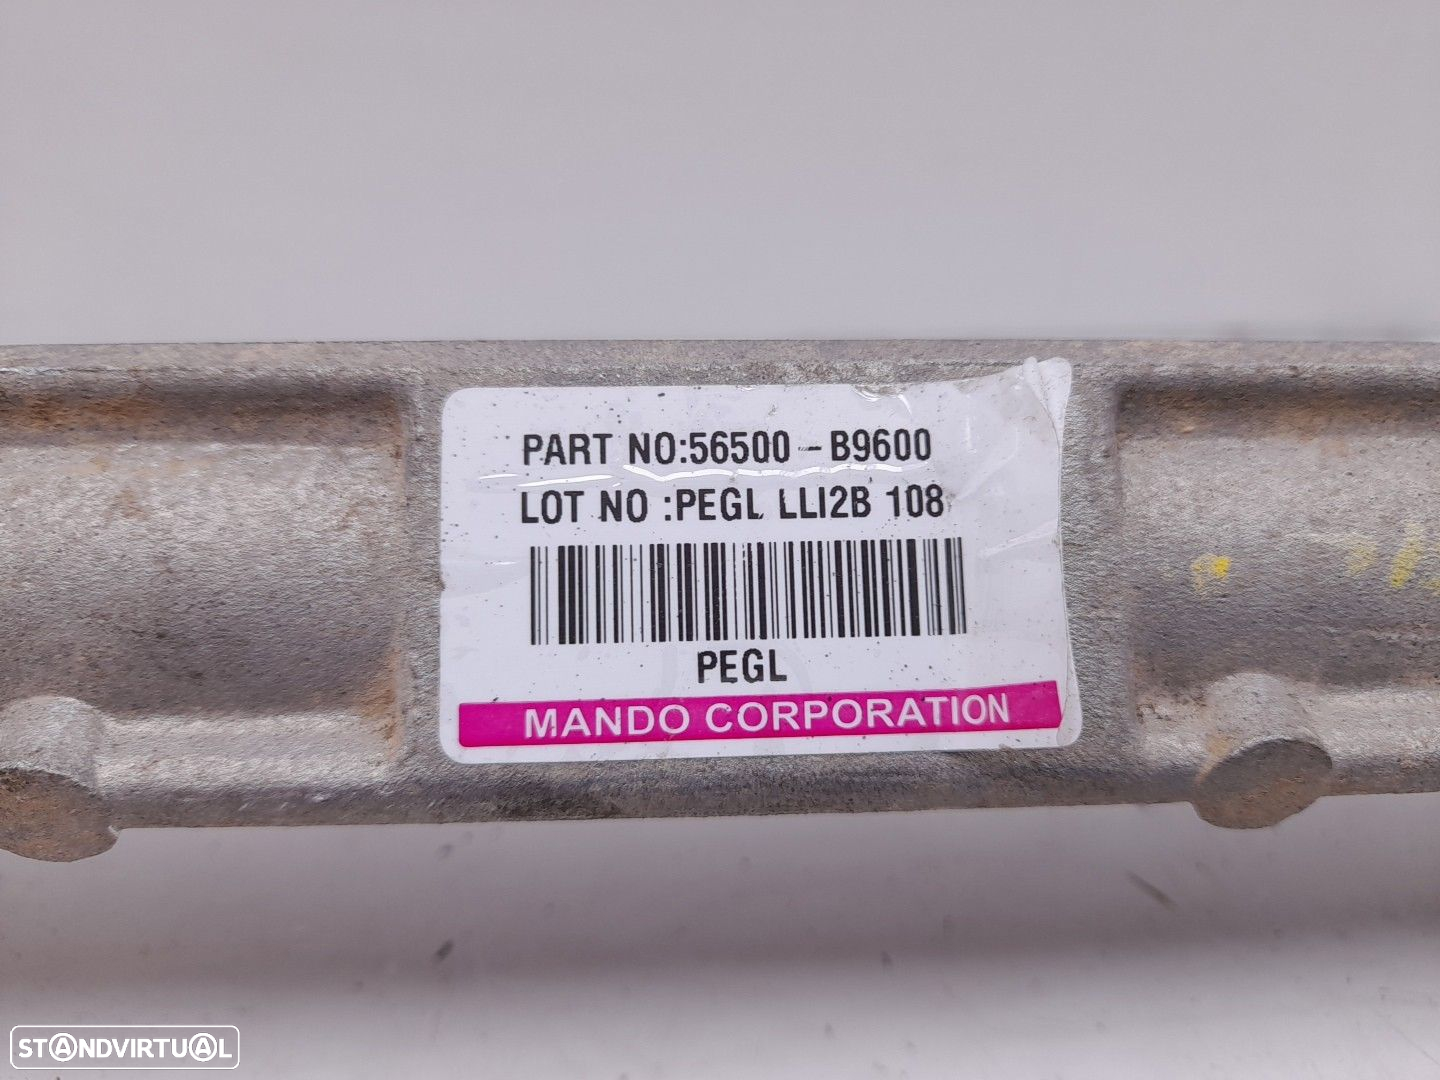 PART NO:56500-B9600
LOT NO :PEGL LLI2B 108
PEGL
MANDO CORPORATION
STANDVIRTUAL